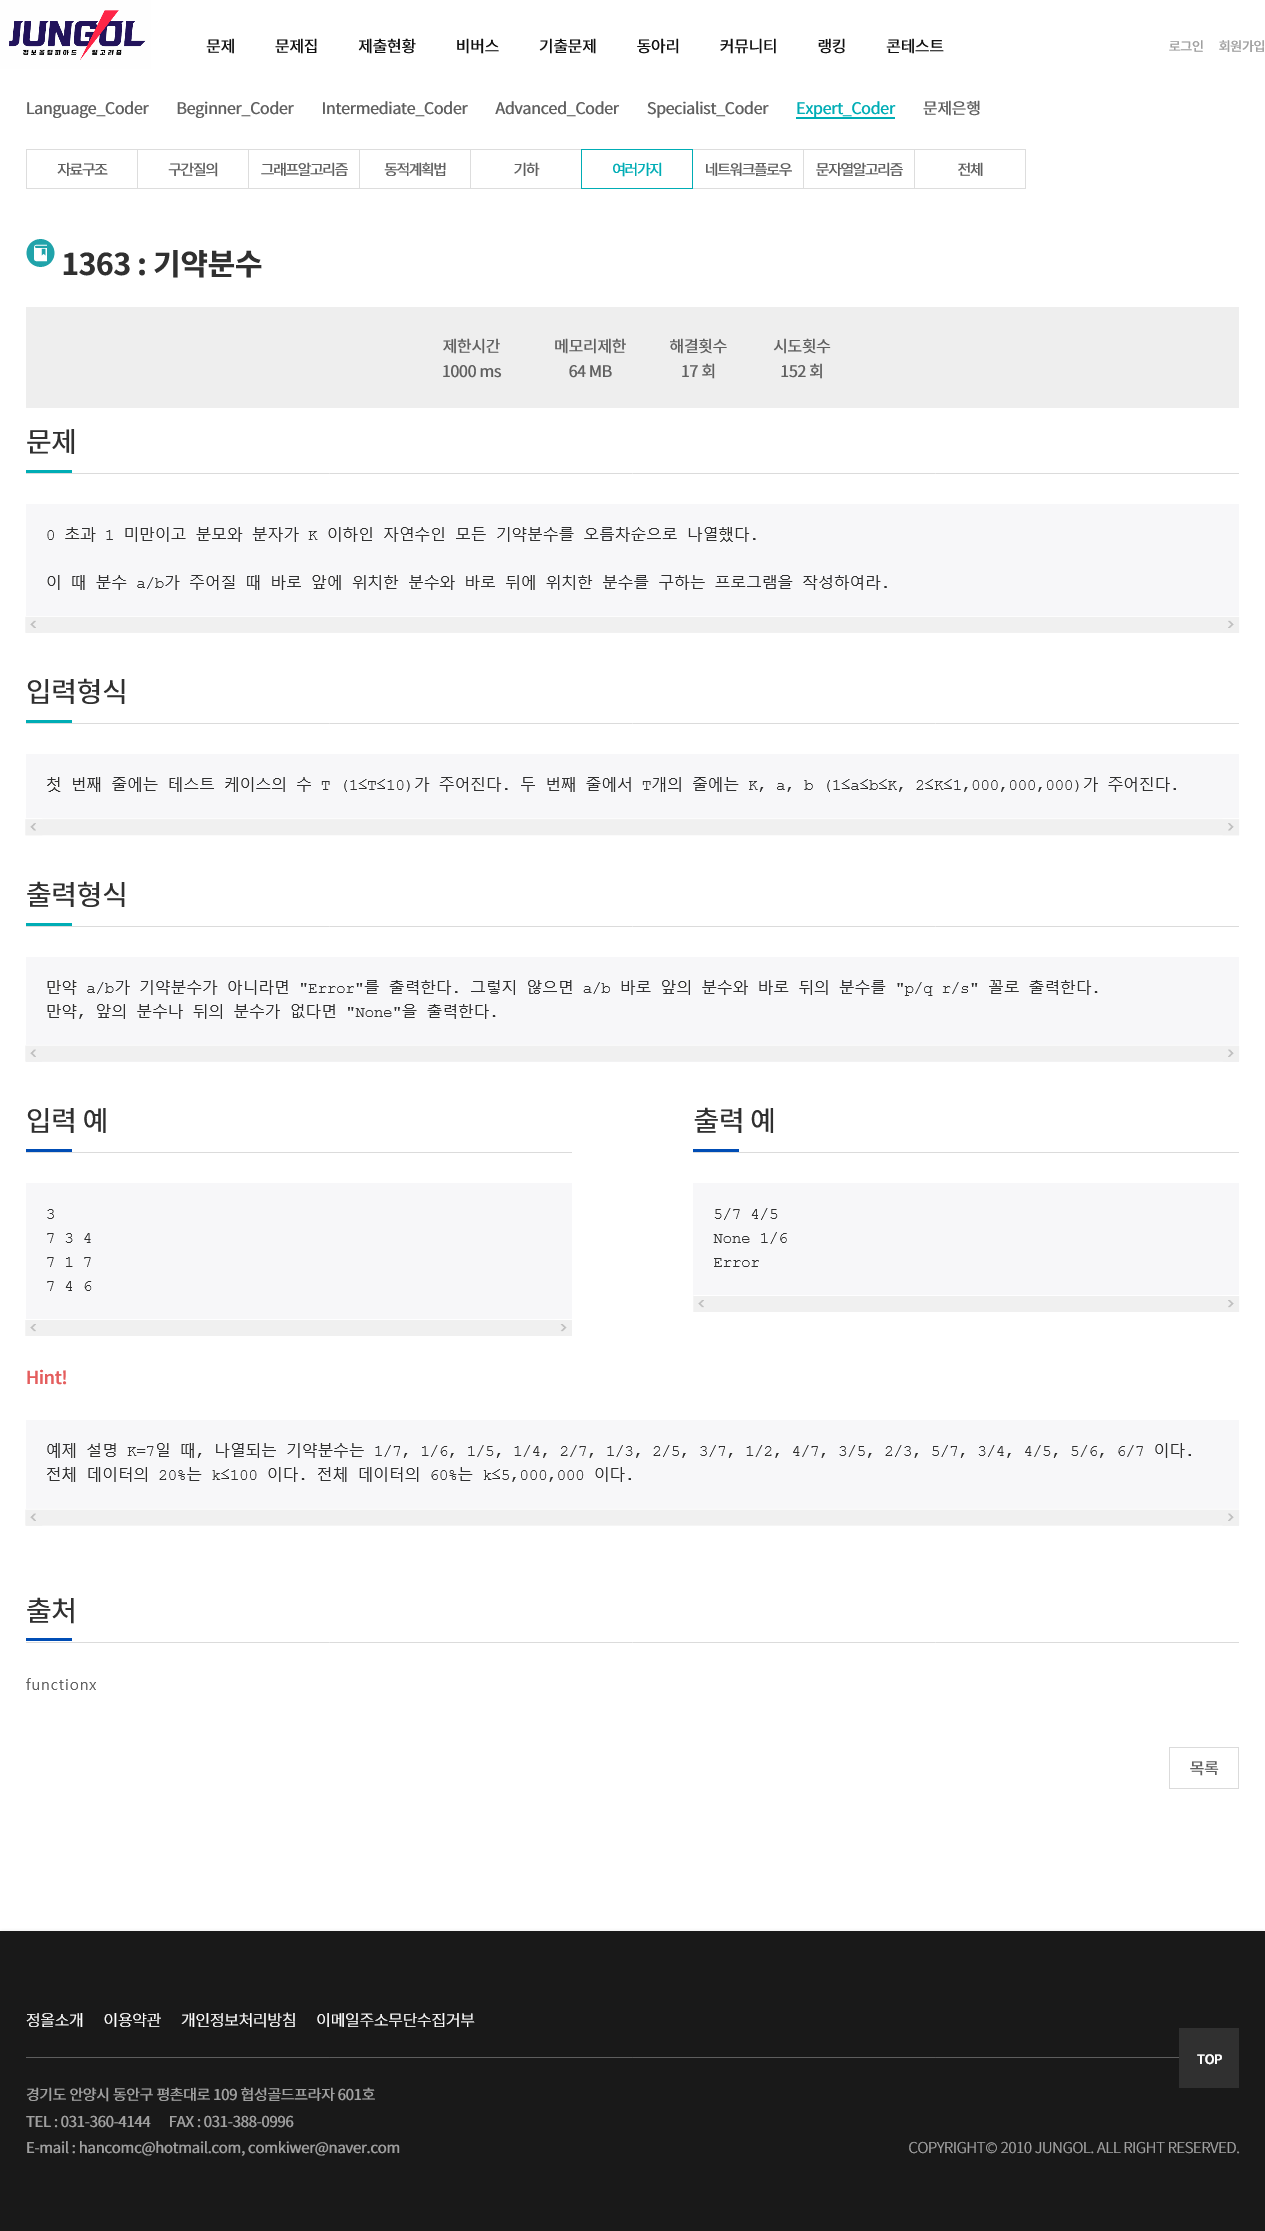 JUNGOL
정보올림피아드 알고리즘
문제 문제집 제출현황 비버스 기출문제 동아리 커뮤니티 랭킹 콘테스트 로그인 회원가입
Language_Coder Beginner_Coder Intermediate_Coder Advanced_Coder Specialist_Coder Expert_Coder 문제은행
자료구조 구간질의 그래프알고리즘 동적계획법 기하 여러가지 네트워크플로우 문자열알고리즘 전체
1363 : 기약분수
제한시간 메모리제한 해결횟수 시도횟수
1000 ms 64 MB 17 회 152 회
문제
0 초과 1 미만이고 분모와 분자가 K 이하인 자연수인 모든 기약분수를 오름차순으로 나열했다.
이 때 분수 a/b가 주어질 때 바로 앞에 위치한 분수와 바로 뒤에 위치한 분수를 구하는 프로그램을 작성하여라.
입력형식
첫 번째 줄에는 테스트 케이스의 수 T (1≤T≤10)가 주어진다. 두 번째 줄에서 T개의 줄에는 K, a, b (1≤a≤b≤K, 2≤K≤1,000,000,000)가 주어진다.
출력형식
만약 a/b가 기약분수가 아니라면 "Error"를 출력한다. 그렇지 않으면 a/b 바로 앞의 분수와 바로 뒤의 분수를 "p/q r/s" 꼴로 출력한다.
만약, 앞의 분수나 뒤의 분수가 없다면 "None"을 출력한다.
입력 예
3
7 3 4
7 1 7
7 4 6
출력 예
5/7 4/5
None 1/6
Error
Hint!
예제 설명 K=7일 때, 나열되는 기약분수는 1/7, 1/6, 1/5, 1/4, 2/7, 1/3, 2/5, 3/7, 1/2, 4/7, 3/5, 2/3, 5/7, 3/4, 4/5, 5/6, 6/7 이다.
전체 데이터의 20%는 k≤100 이다. 전체 데이터의 60%는 k≤5,000,000 이다.
출처
functionx
목록
정올소개 이용약관 개인정보처리방침 이메일주소무단수집거부
TOP
경기도 안양시 동안구 평촌대로 109 협성골드프라자 601호
TEL : 031-360-4144 FAX : 031-388-0996
E-mail : hancomc@hotmail.com, comkiwer@naver.com
COPYRIGHT© 2010 JUNGOL. ALL RIGHT RESERVED.